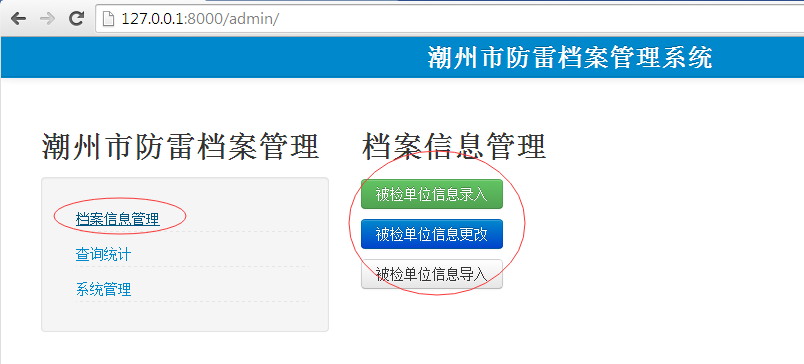 127.0.0.1:8000/admin/
潮州市防雷档案管理系统
潮州市防雷档案管理
档案信息管理
查询统计
系统管理
档案信息管理
被检单位信息录入
被检单位信息更改
被检单位信息导入